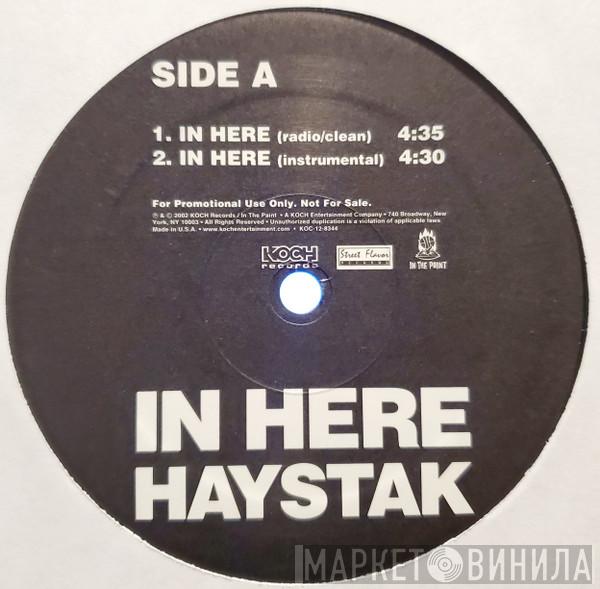 SIDE A
1. IN HERE (radio/clean) 4:35
2. IN HERE (instrumental) 4:30
For Promotional Use Only. Not For Sale.
℗ & © 2002 KOCH Records / In The Paint • A KOCH Entertainment Company • 740 Broadway, New
York, NY 10003 • All Rights Reserved • Unauthorized duplication is a violation of applicable laws
Made in U.S.A. • www.kochentertainment.com • KOC-12-8344
KOCH
records
Street Flavor
RECORDS
IN THE PAINT
IN HERE
HAYSTAK
МАРКЕТ ВИНИЛА